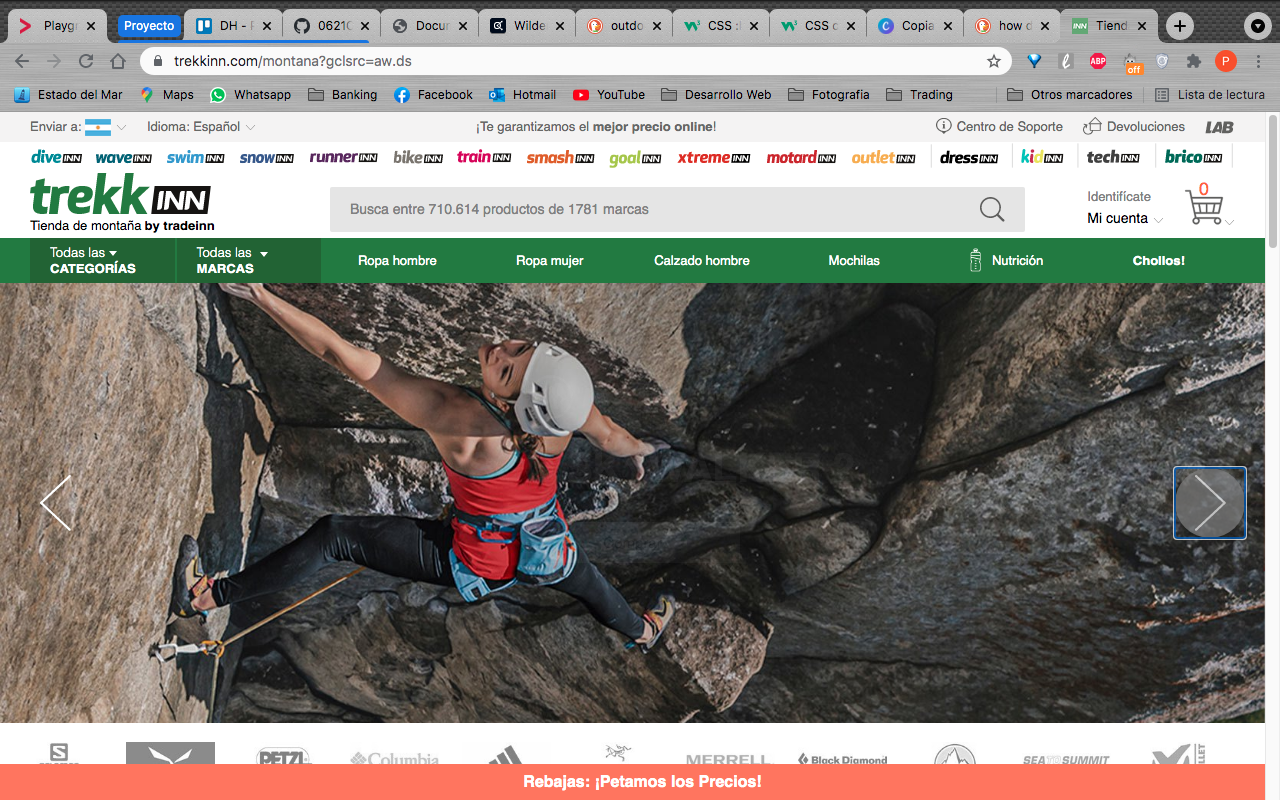 Playgr
Proyecto
DH - F
0621C
Docur
Wilde
outdo
CSS :l
CSS c
Copia
how d
INN
Tiend
trekkinn.com/montana?gclsrc=aw.ds
ABP
off
P
Estado del Mar
Maps
Whatsapp
Banking
Facebook
Hotmail
YouTube
Desarrollo Web
Fotografia
Trading
Otros marcadores
Lista de lectura
Enviar a:
Idioma: Español
¡Te garantizamos el mejor precio online!
Centro de Soporte
Devoluciones
LAB
diveINN
waveINN
swimINN
snowINN
runnerINN
bikeINN
trainINN
smashINN
goalINN
xtremeINN
motardINN
outletINN
dressINN
kidINN
techINN
bricoINN
trekkINN
Tienda de montaña by tradeinn
Busca entre 710.614 productos de 1781 marcas
Identifícate
Mi cuenta
0
Todas las
CATEGORÍAS
Todas las
MARCAS
Ropa hombre
Ropa mujer
Calzado hombre
Mochilas
Nutrición
Chollos!
PETZL
Columbia
MERRELL
Black Diamond
SEA TO SUMMIT
Rebajas: ¡Petamos los Precios!